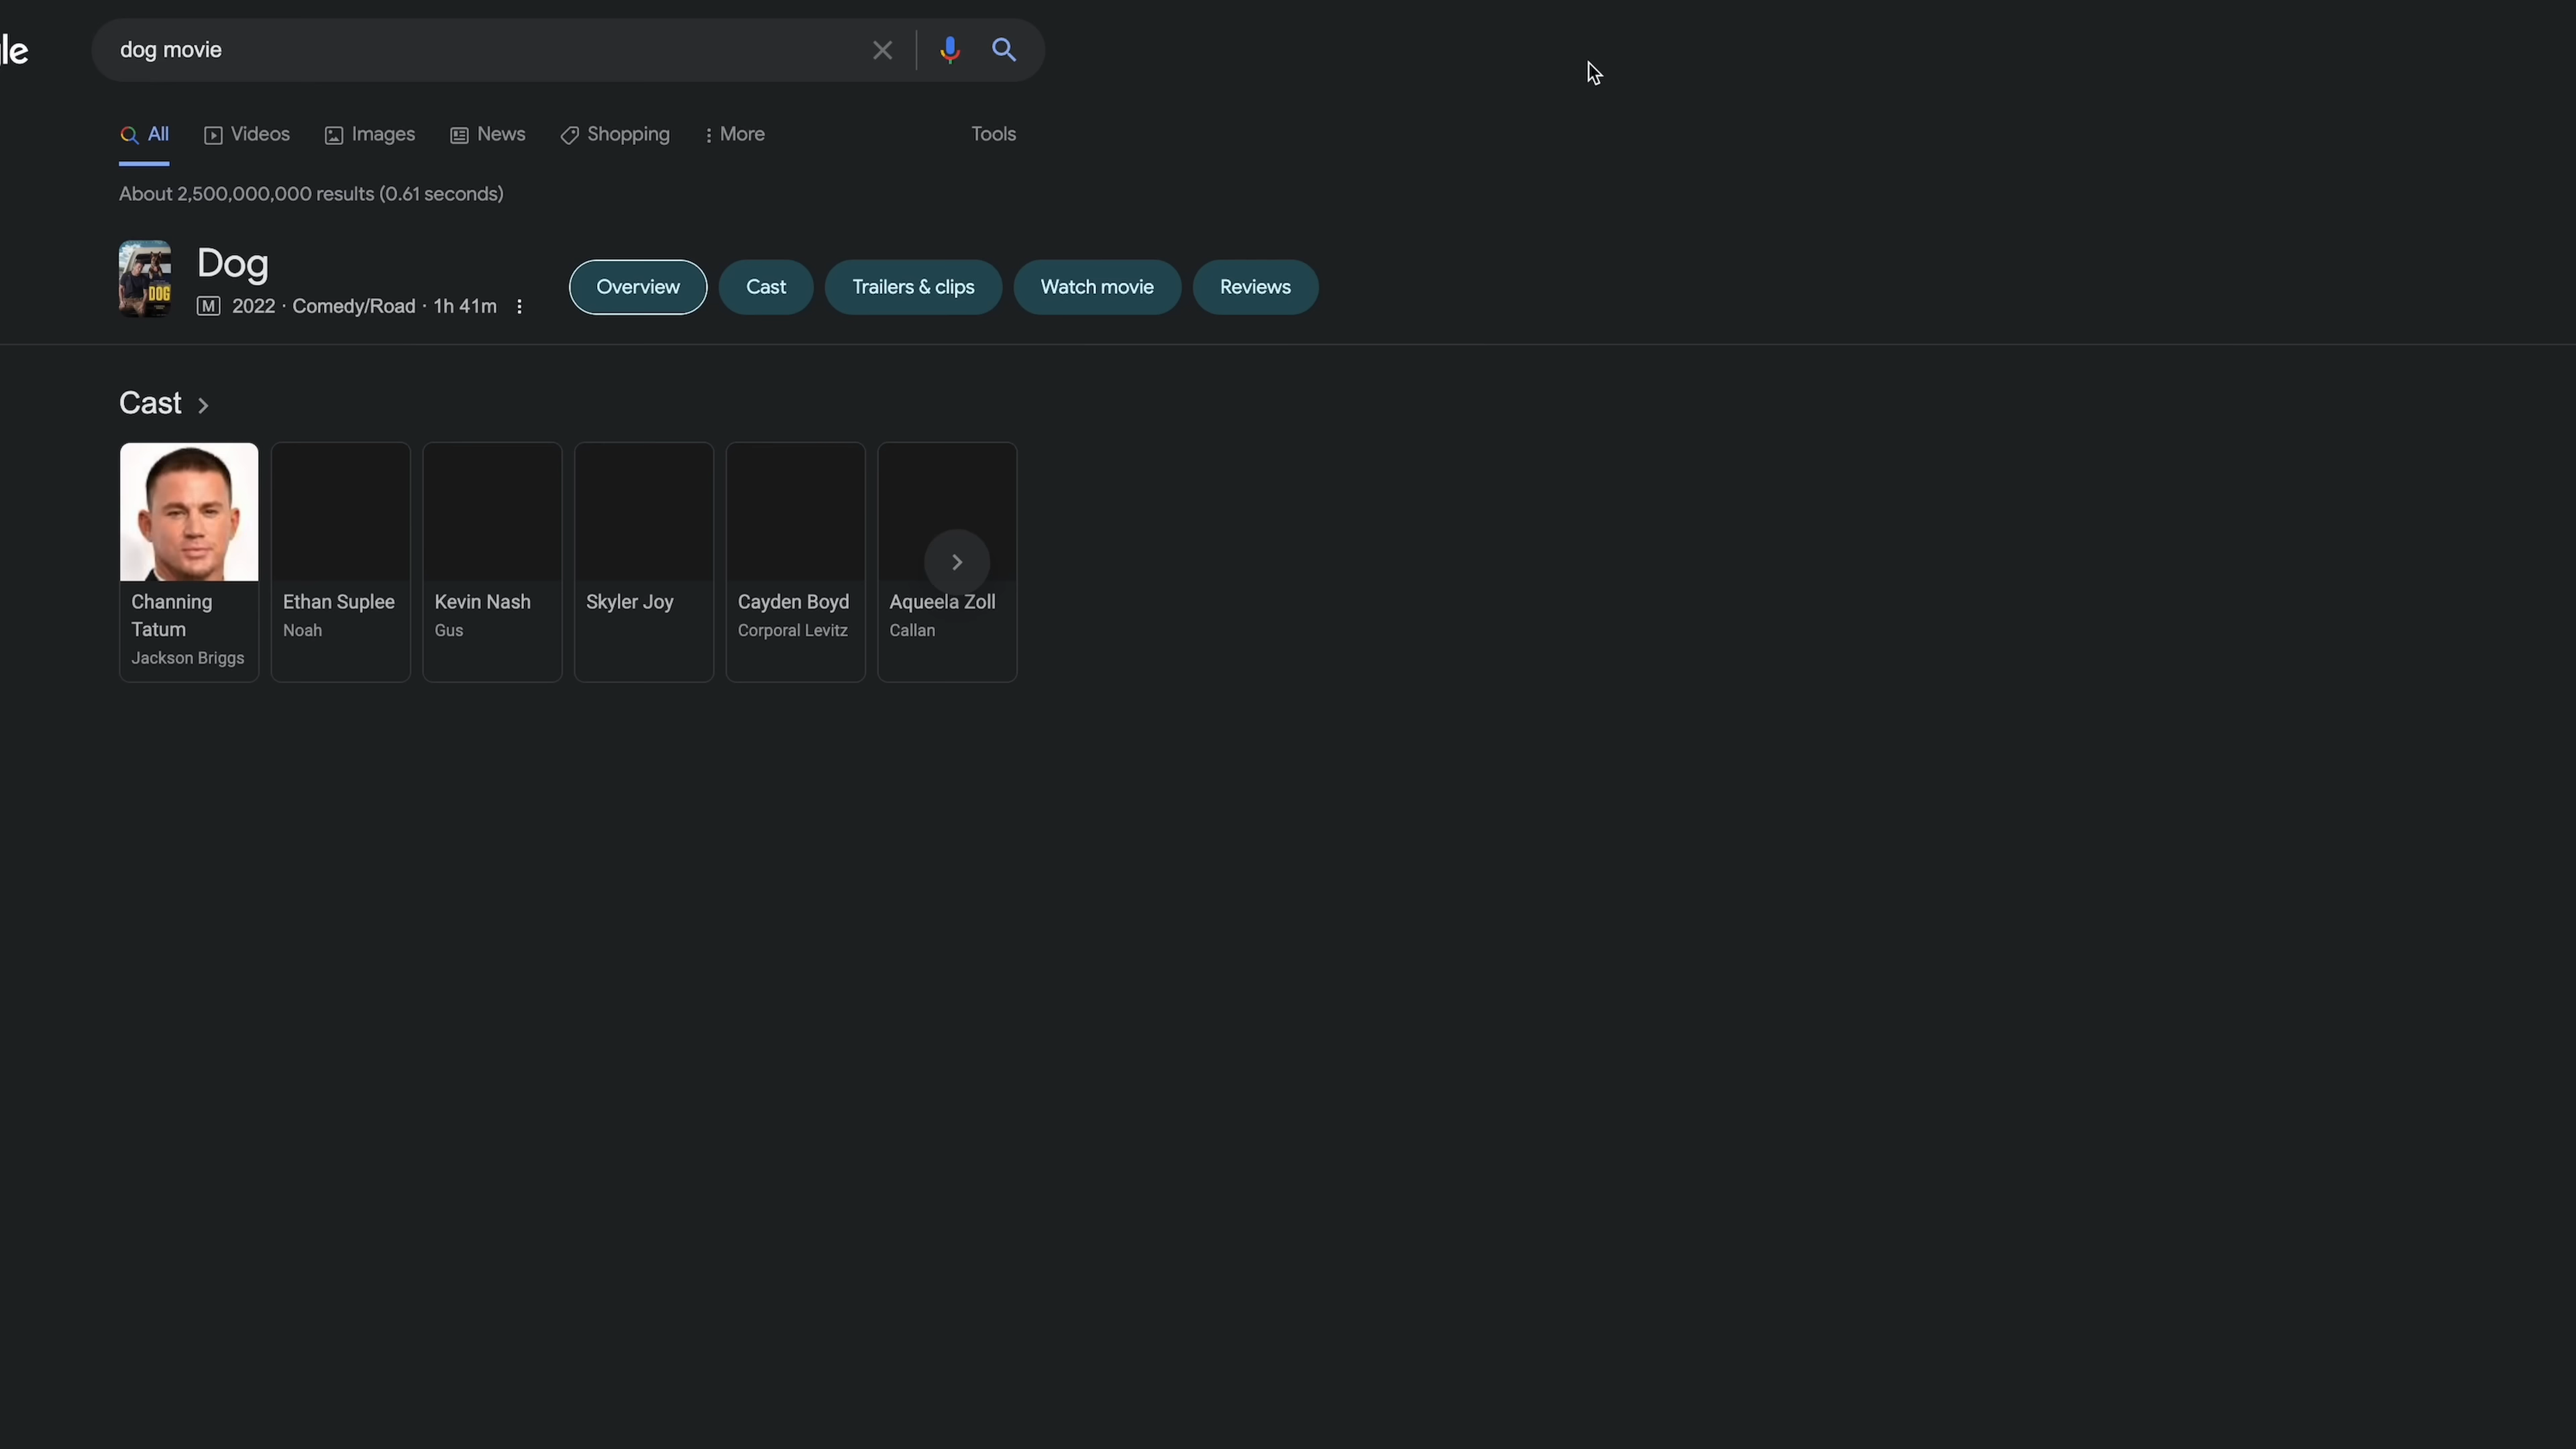 le
dog movie
All Videos Images News Shopping More Tools
About 2,500,000,000 results (0.61 seconds)
DOG
Dog
M 2022 · Comedy/Road · 1h 41m
Overview Cast Trailers & clips Watch movie Reviews
Cast
Channing Tatum
Jackson Briggs
Ethan Suplee
Noah
Kevin Nash
Gus
Skyler Joy
Cayden Boyd
Corporal Levitz
Aqueela Zoll
Callan